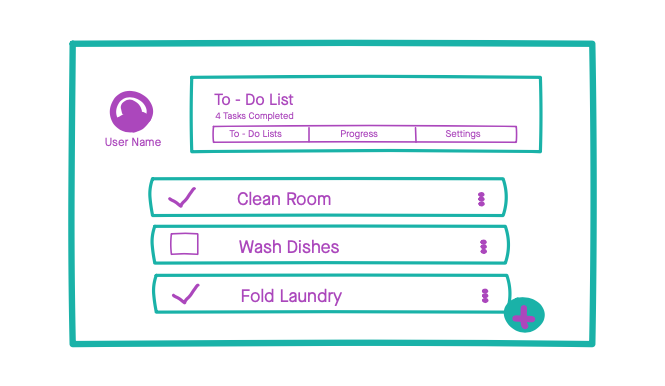 To - Do List
4 Tasks Completed
User Name
To - Do Lists
Progress
Settings
Clean Room
Wash Dishes
Fold Laundry